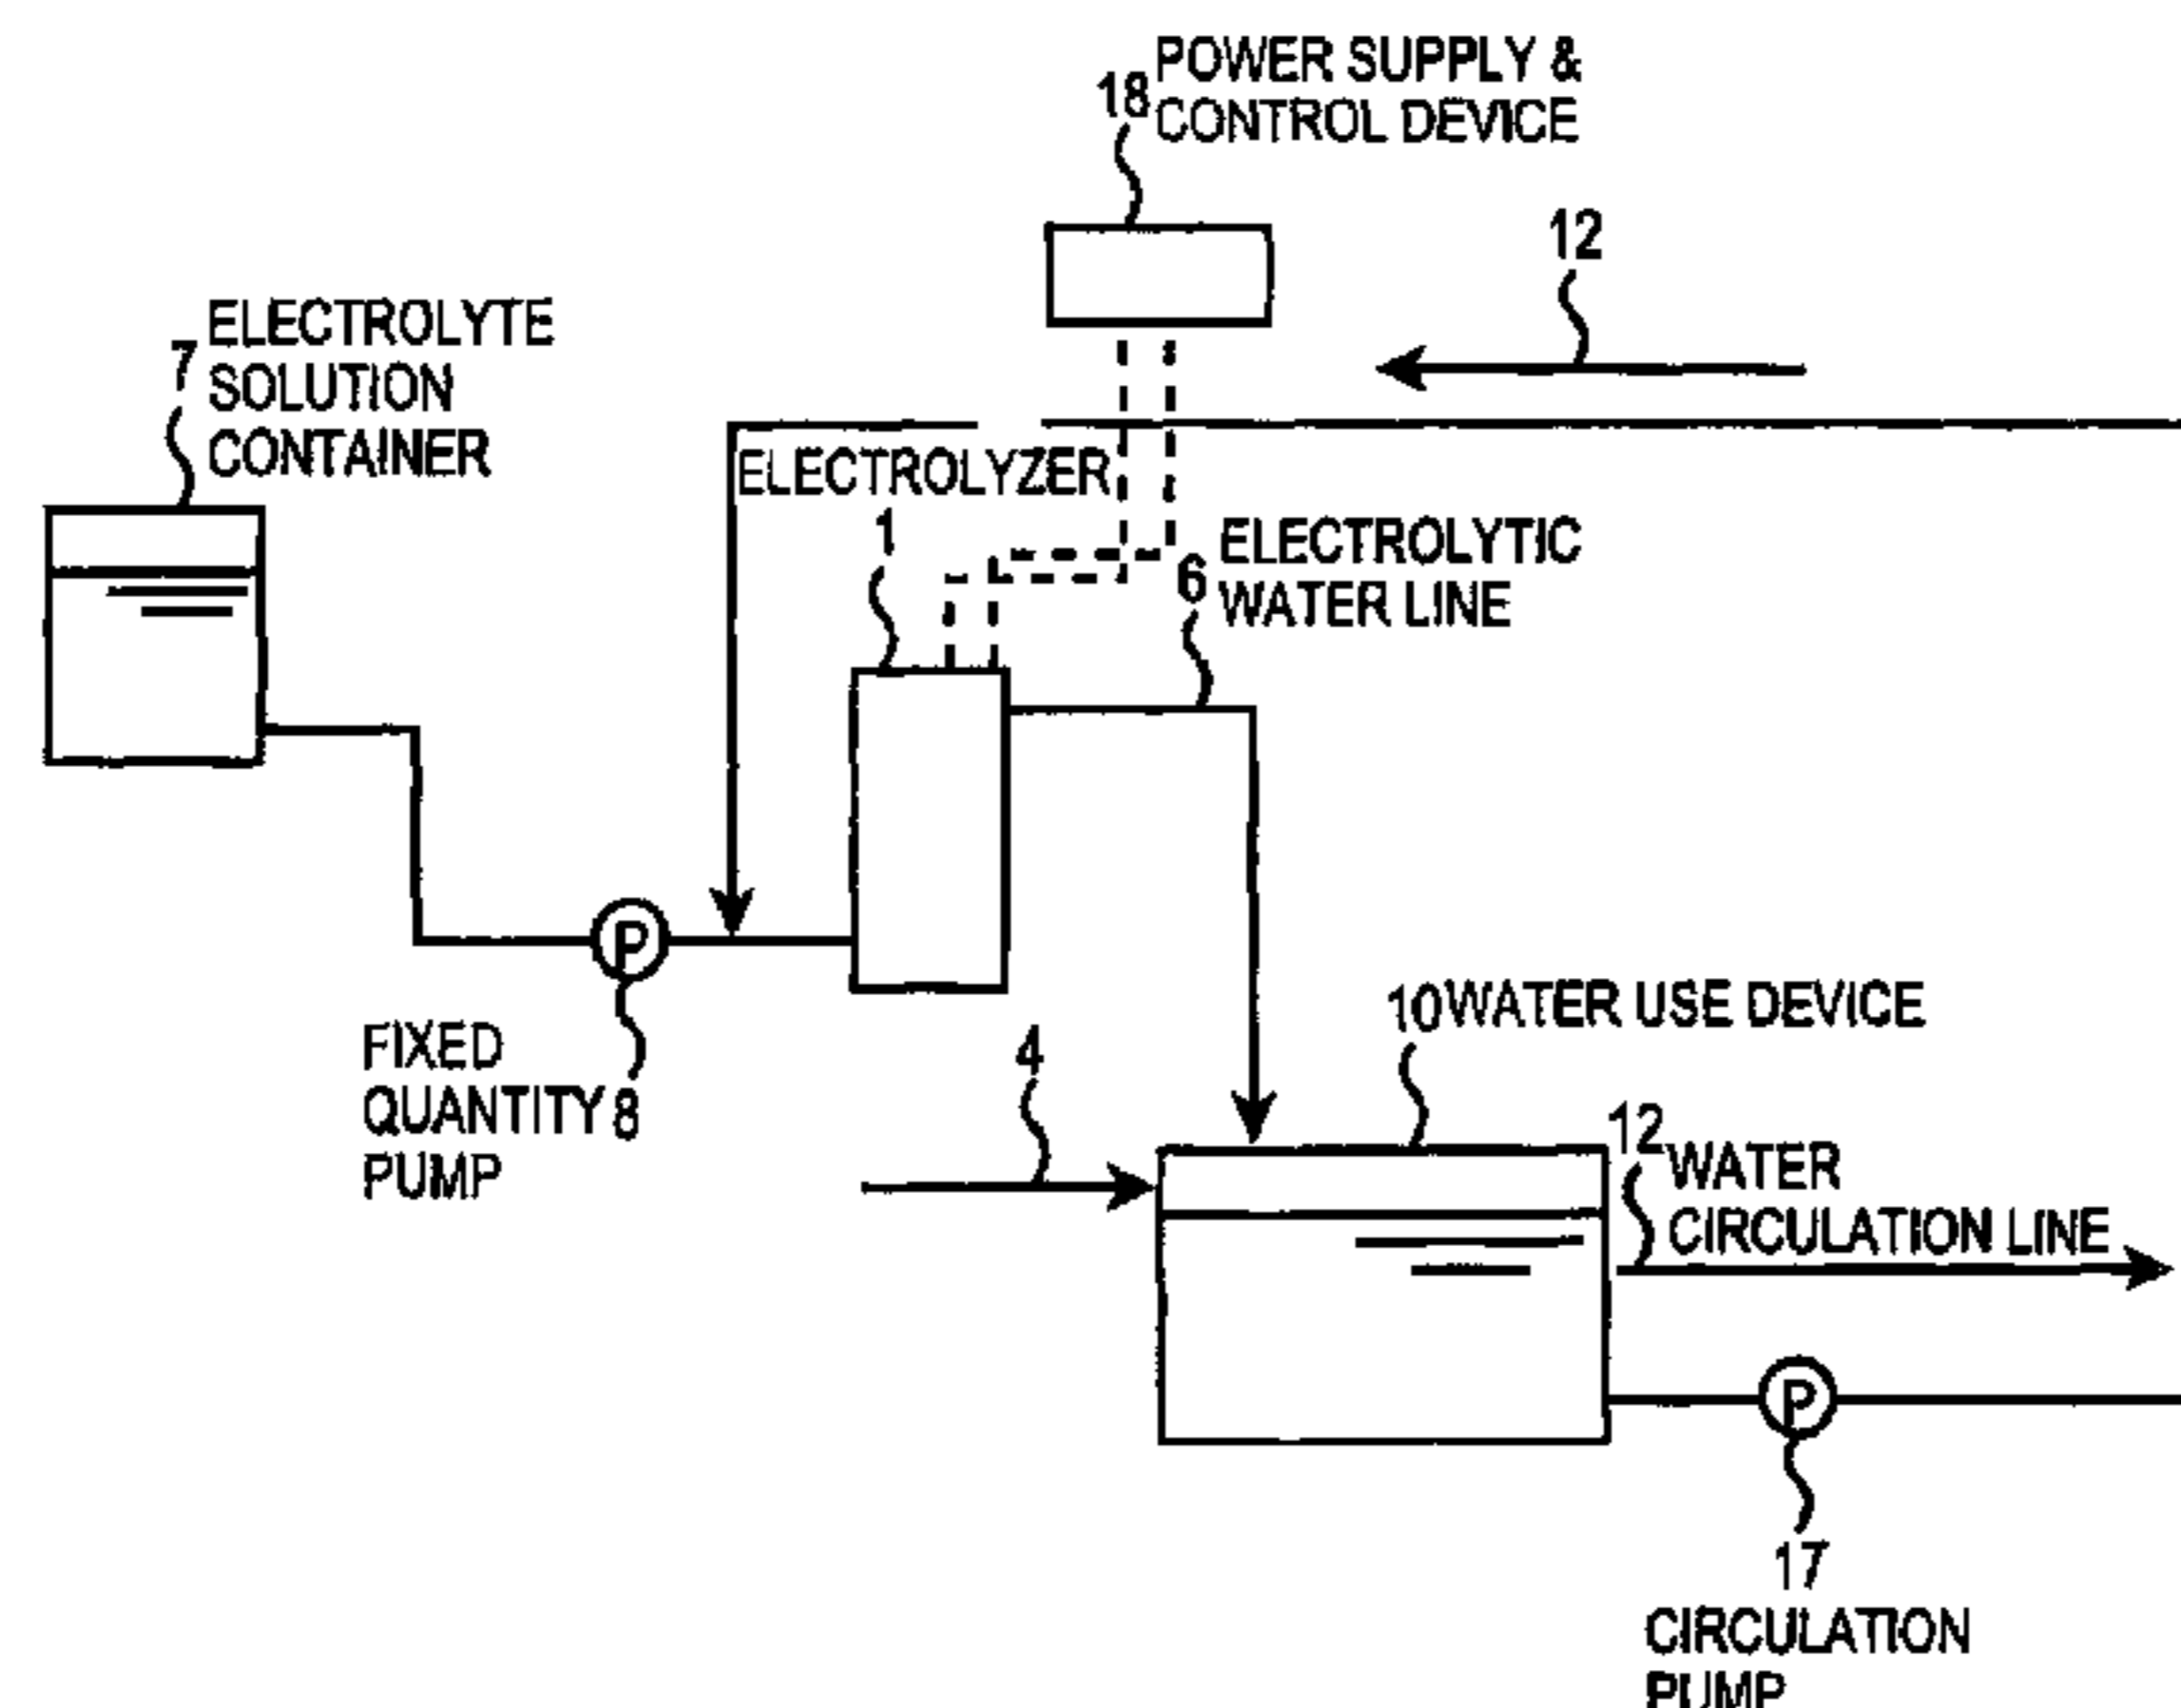 POWER SUPPLY &
18
CONTROL DEVICE
12
ELECTROLYTE
7
SOLUTION
CONTAINER
ELECTROLYZER
1
ELECTROLYTIC
6
WATER LINE
P
FIXED
QUANTITY 8
PUMP
4
10 WATER USE DEVICE
12 WATER
CIRCULATION LINE
P
17
CIRCULATION
PUMP